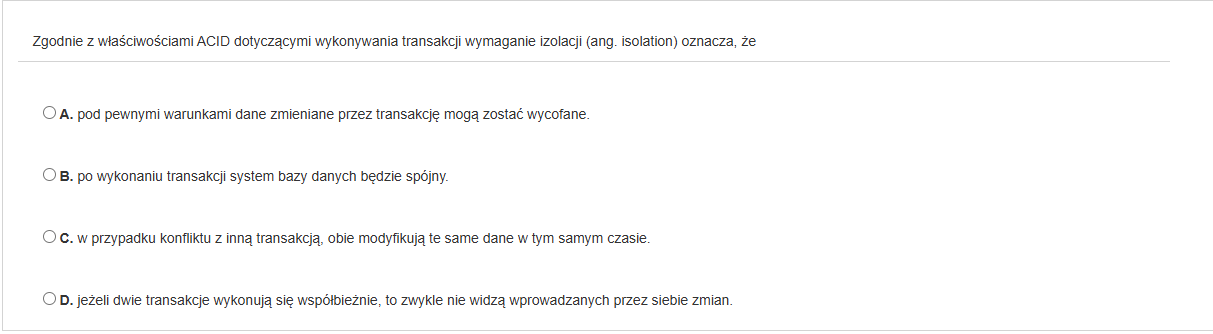 Zgodnie z właściwościami ACID dotyczącymi wykonywania transakcji wymaganie izolacji (ang. isolation) oznacza, że
A. pod pewnymi warunkami dane zmieniane przez transakcję mogą zostać wycofane.
B. po wykonaniu transakcji system bazy danych będzie spójny.
C. w przypadku konfliktu z inną transakcją, obie modyfikują te same dane w tym samym czasie.
D. jeżeli dwie transakcje wykonują się współbieżnie, to zwykle nie widzą wprowadzanych przez siebie zmian.